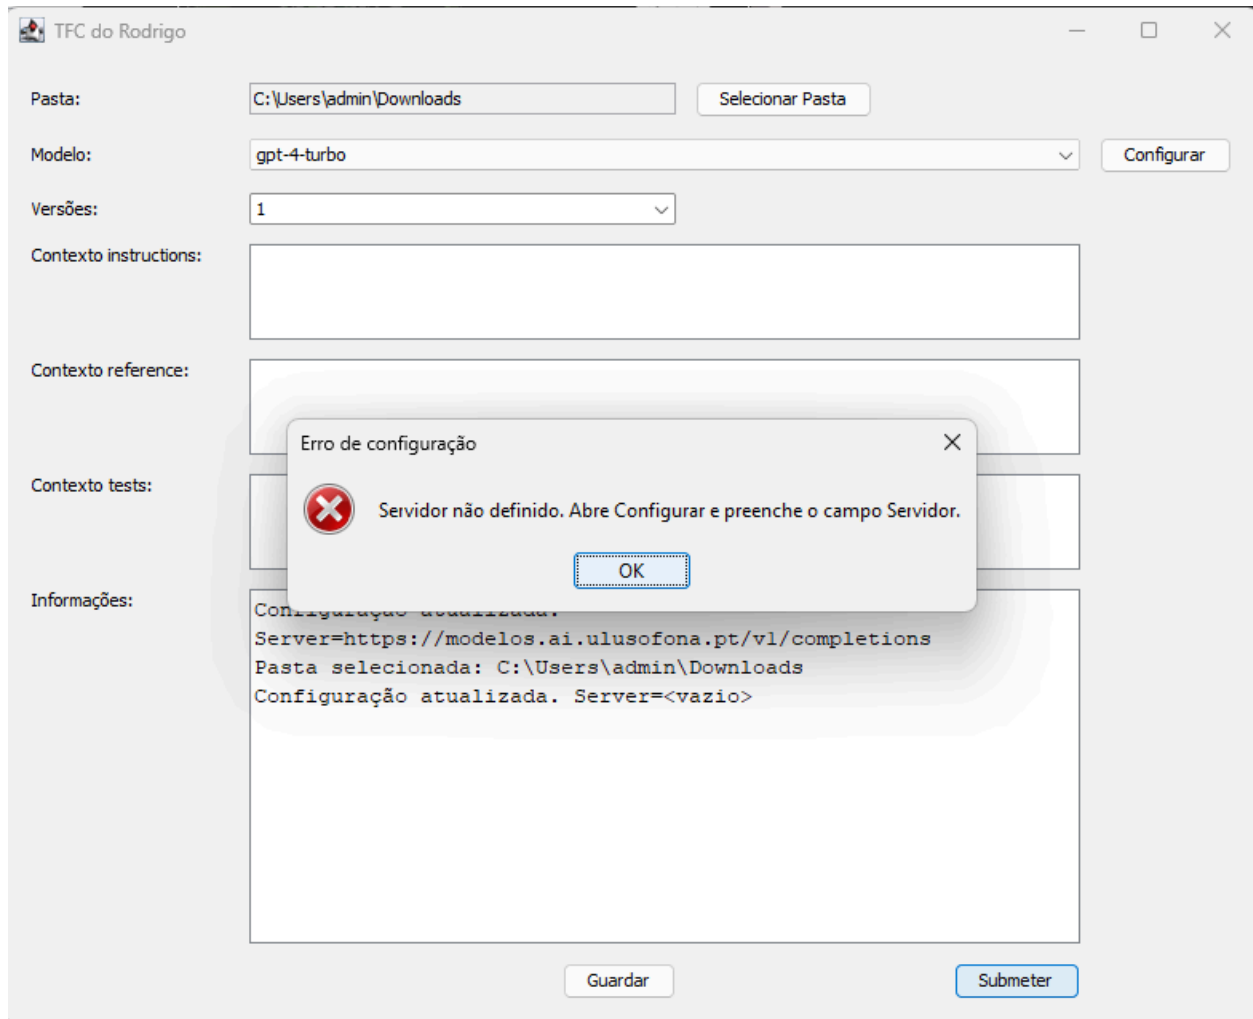 TFC do Rodrigo
Pasta:
C:\Users\admin\Downloads
Selecionar Pasta
Modelo:
gpt-4-turbo
Configurar
Versões:
1
Contexto instructions:
Contexto reference:
Erro de configuração
Contexto tests:
Servidor não definido. Abre Configurar e preenche o campo Servidor.
OK
Informações:
Configuração atualizada.
Server=https://modelos.ai.ulusofona.pt/v1/completions
Pasta selecionada: C:\Users\admin\Downloads
Configuração atualizada. Server=<vazio>
Guardar
Submeter